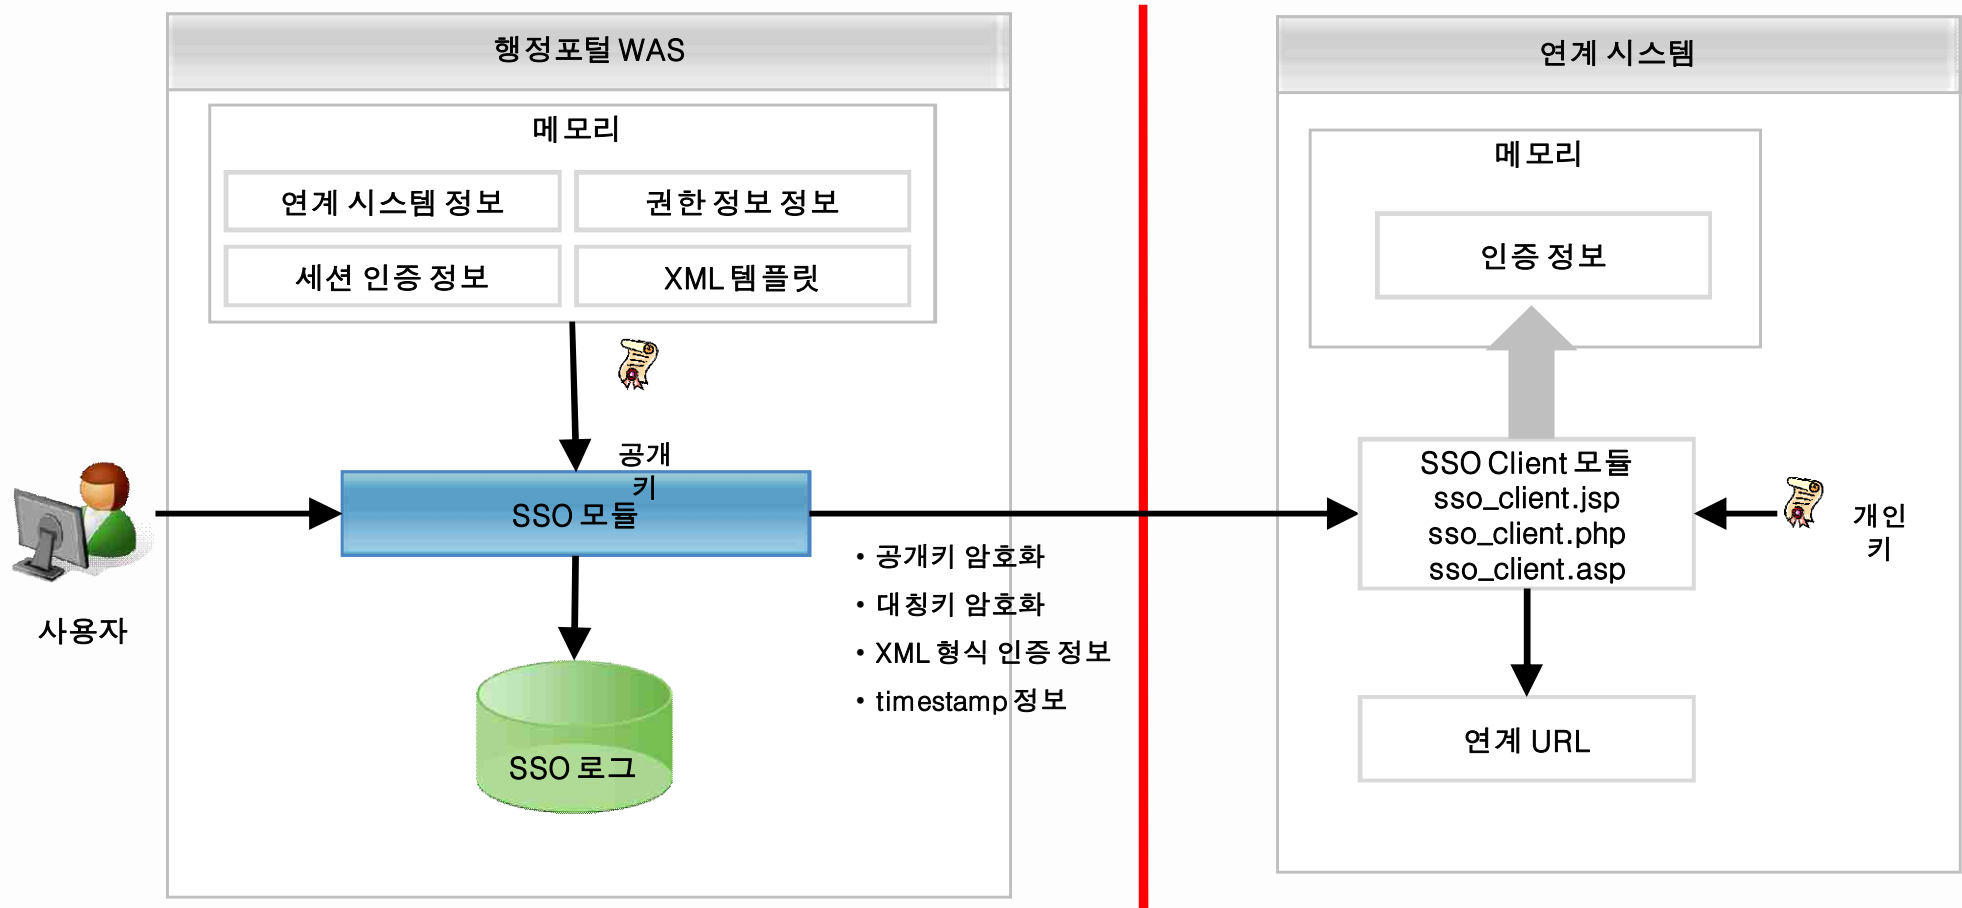 행정포털 WAS
메모리
연계 시스템 정보
권한 정보 정보
세션 인증 정보
XML 템플릿
공개
키
SSO 모듈
사용자
SSO 로그
• 공개키 암호화
• 대칭키 암호화
• XML 형식 인증 정보
• timestamp 정보
연계 시스템
메모리
인증 정보
SSO Client 모듈
sso_client.jsp
sso_client.php
sso_client.asp
개인
키
연계 URL